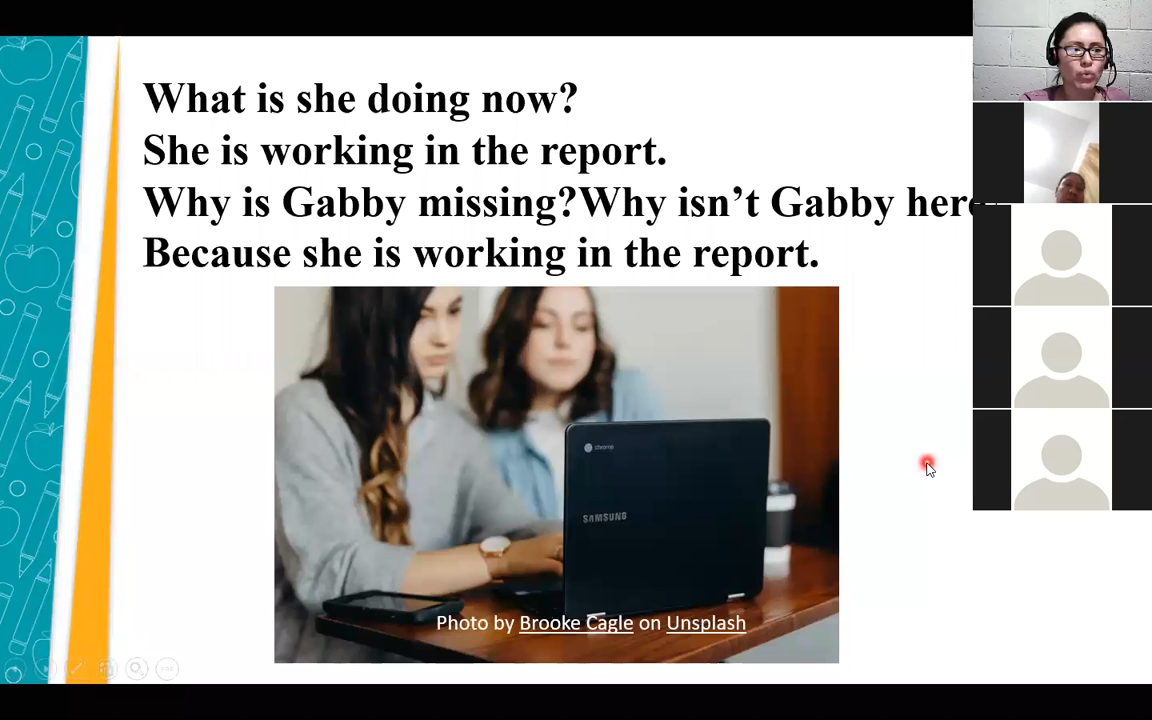 What is she doing now?
She is working in the report.
Why is Gabby missing?Why isn’t Gabby here
Because she is working in the report.
chrome
SAMSUNG
Photo by Brooke Cagle on Unsplash